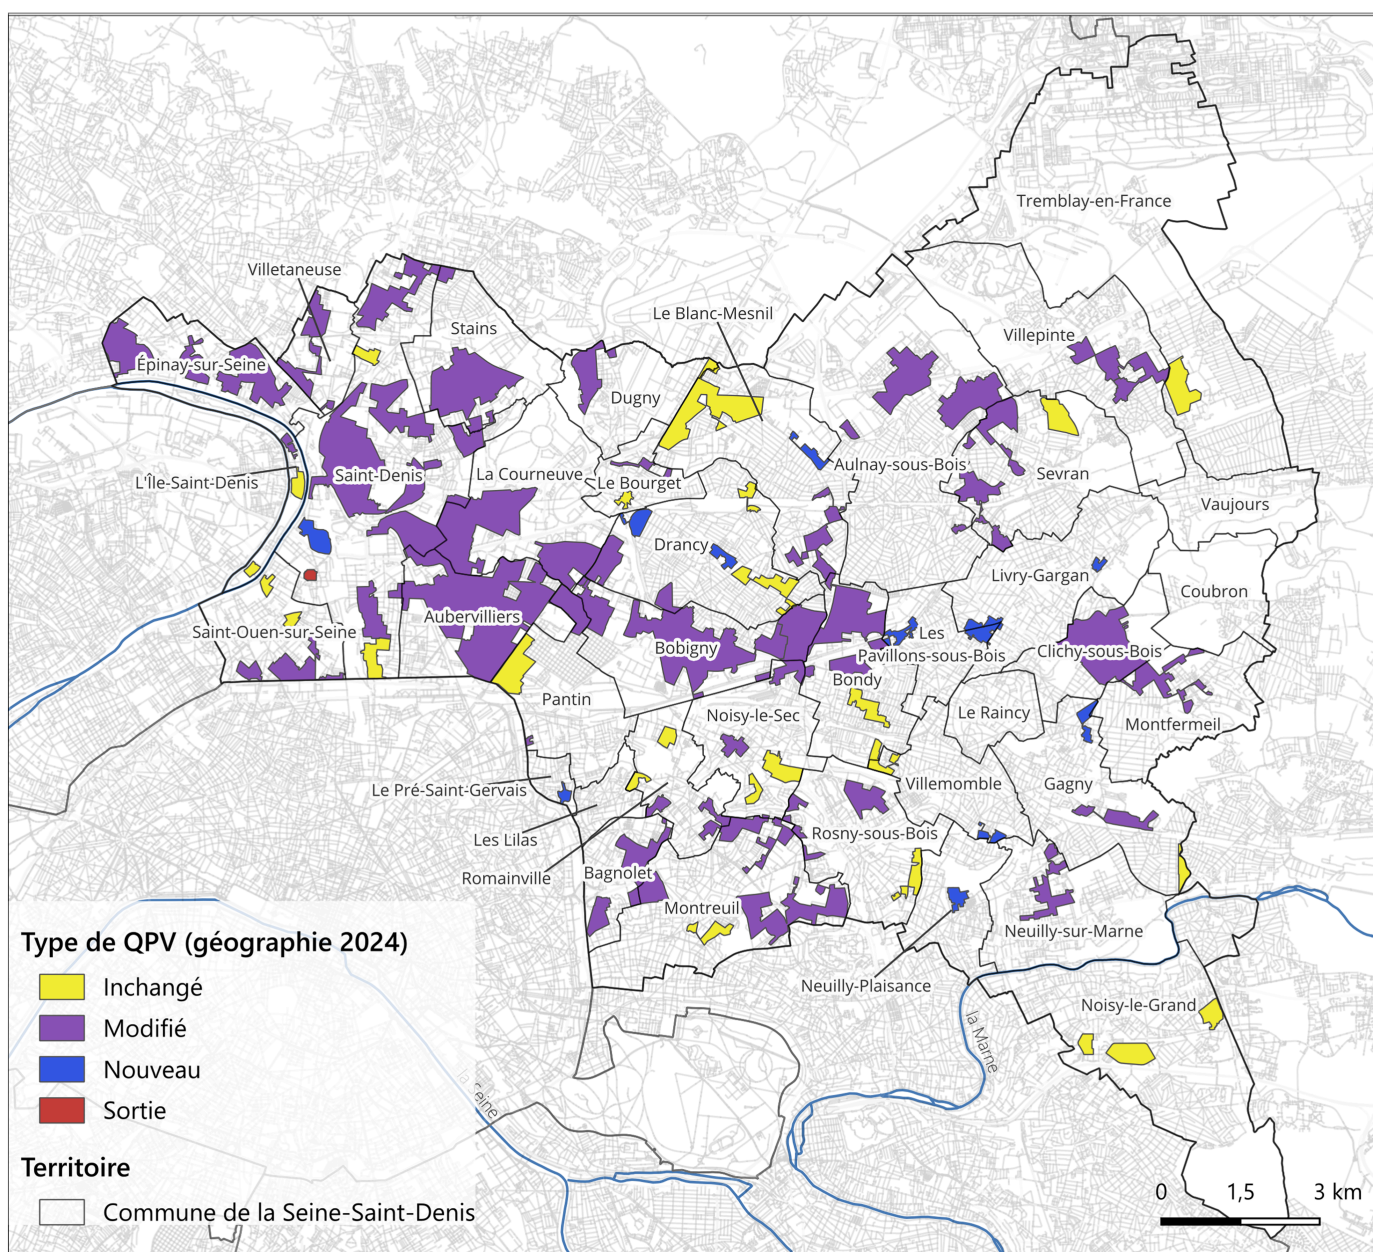 Tremblay-en-France
Villetaneuse
Le Blanc-Mesnil
Stains
Villepinte
Épinay-sur-Seine
Dugny
L'Île-Saint-Denis
Saint-Denis
La Courneuve
Le Bourget
Aulnay-sous-Bois
Sevran
Vaujours
Drancy
Livry-Gargan
Coubron
Saint-Ouen-sur-Seine
Aubervilliers
Bobigny
Les
Pavillons-sous-Bois
Clichy-sous-Bois
Bondy
Pantin
Noisy-le-Sec
Le Raincy
Montfermeil
Le Pré-Saint-Gervais
Villemomble
Gagny
Les Lilas
Rosny-sous-Bois
Romainville
Bagnolet
Montreuil
Neuilly-sur-Marne
Neuilly-Plaisance
Noisy-le-Grand
la Marne
Seine
Type de QPV (géographie 2024)
Inchangé
Modifié
Nouveau
Sortie
Territoire
Commune de la Seine-Saint-Denis
0 1,5 3 km